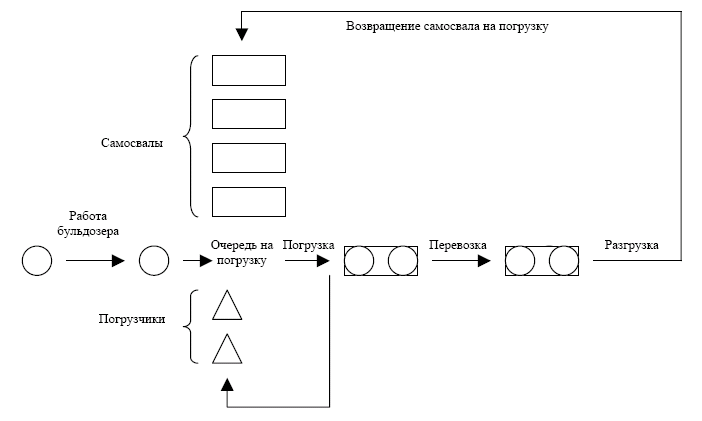 Возвращение самосвала на погрузку
Самосвалы
Работа
бульдозера
Очередь на
погрузку
Погрузка
Перевозка
Разгрузка
Погрузчики